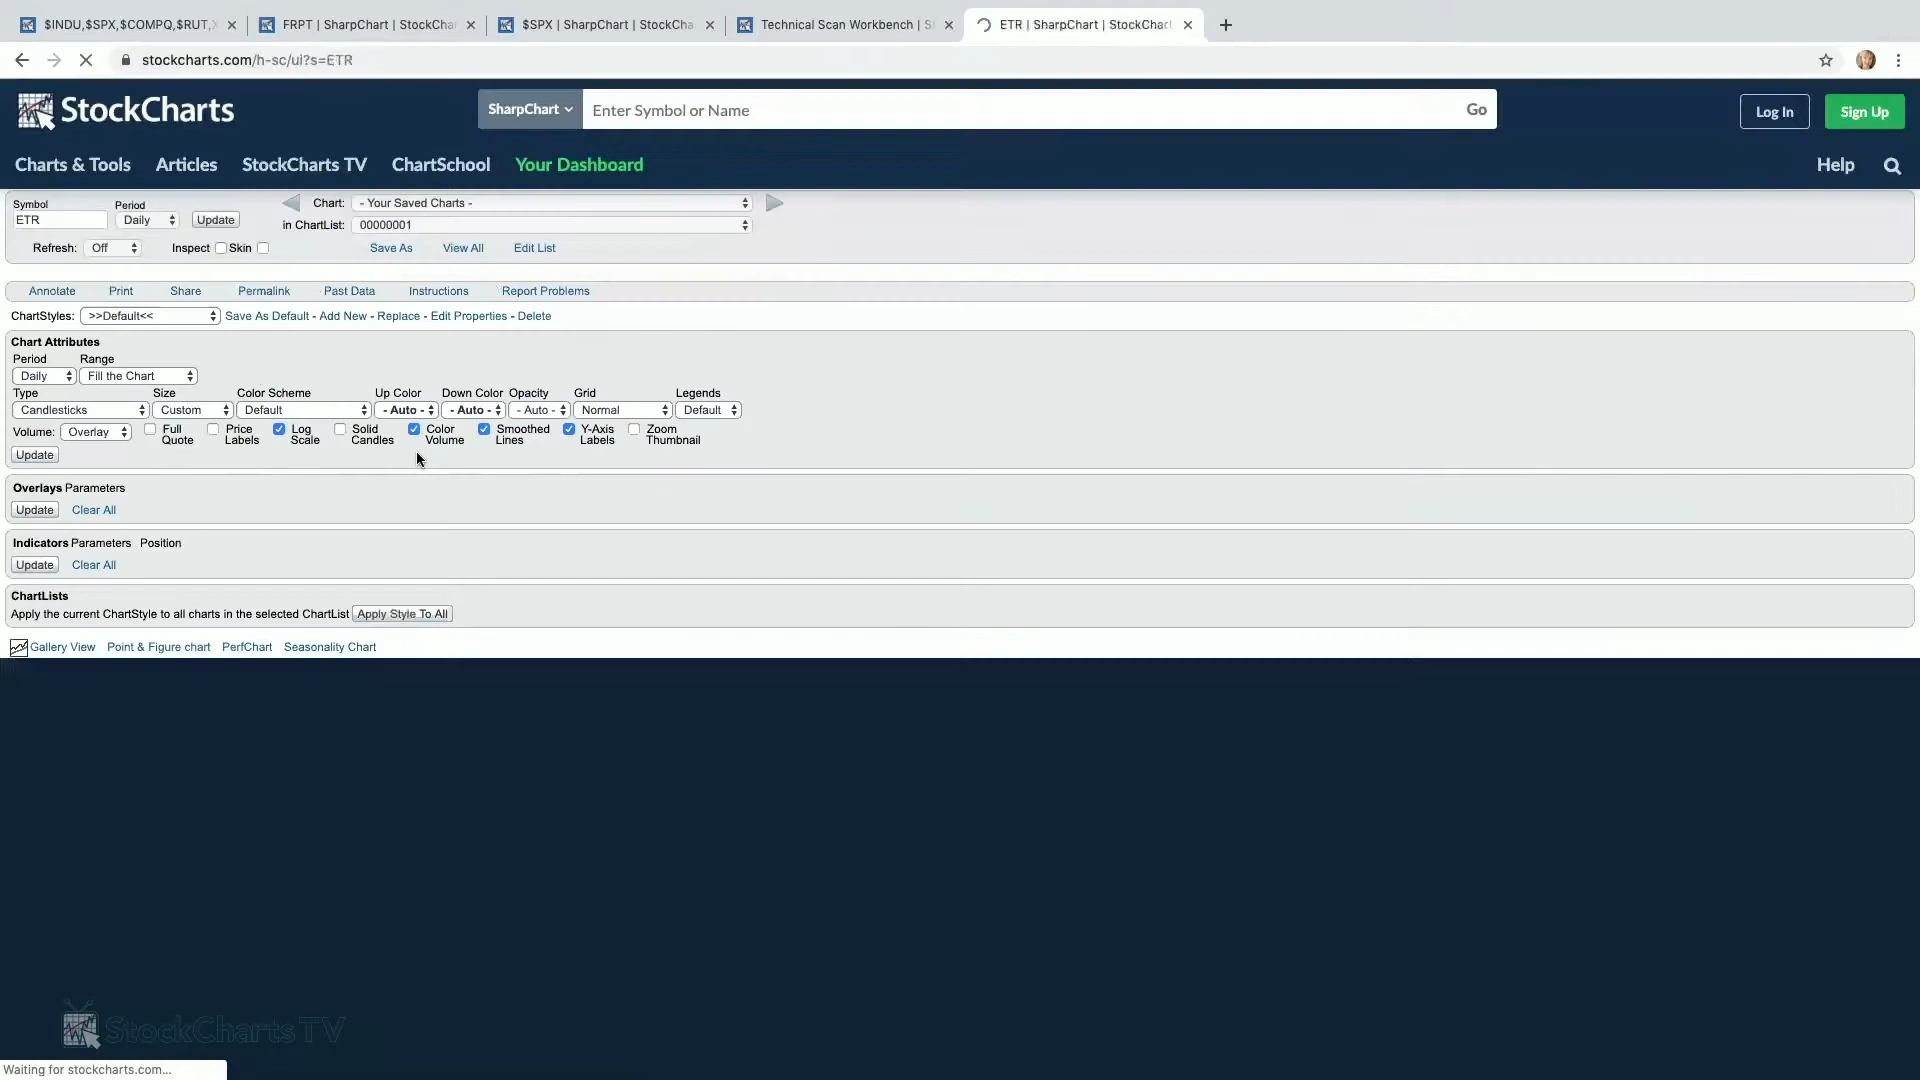 $INDU,$SPX,$COMPQ,$RUT,
FRPT | SharpChart | StockCha
$SPX | SharpChart | StockCha
Technical Scan Workbench | S
ETR | SharpChart | StockChart
stockcharts.com/h-sc/ui?s=ETR
StockCharts
SharpChart
Enter Symbol or Name
Go
Log In
Sign Up
Charts & Tools
Articles
StockCharts TV
ChartSchool
Your Dashboard
Help
Symbol
Period
Chart: - Your Saved Charts -
ETR
Daily
Update
in ChartList: 00000001
Refresh: Off
Inspect
Skin
Save As
View All
Edit List
Annotate
Print
Share
Permalink
Past Data
Instructions
Report Problems
ChartStyles: >>Default<< Save As Default - Add New - Replace - Edit Properties - Delete
Chart Attributes
Period Range
Daily Fill the Chart
Type Size Color Scheme Up Color Down Color Opacity Grid Legends
Candlesticks Custom Default - Auto - - Auto - - Auto - Normal Default
Volume: Overlay
Full Quote
Price Labels
Log Scale
Solid Candles
Color Volume
Smoothed Lines
Y-Axis Labels
Zoom Thumbnail
Update
Overlays Parameters
Update Clear All
Indicators Parameters Position
Update Clear All
ChartLists
Apply the current ChartStyle to all charts in the selected ChartList Apply Style To All
Gallery View Point & Figure chart PerfChart Seasonality Chart
StockCharts TV
Waiting for stockcharts.com...